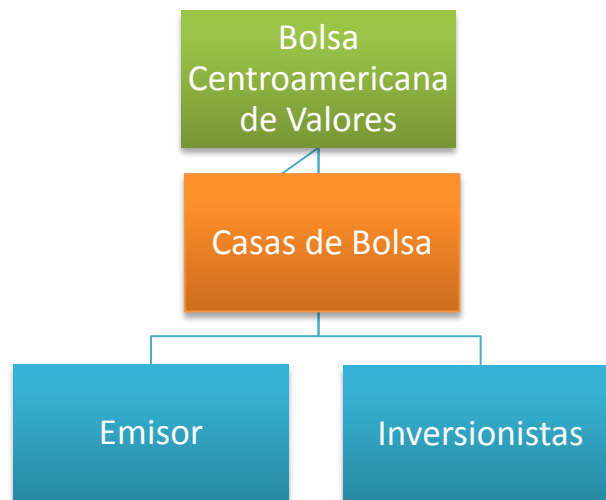 Bolsa
Centroamericana
de Valores
Casas de Bolsa
Emisor
Inversionistas